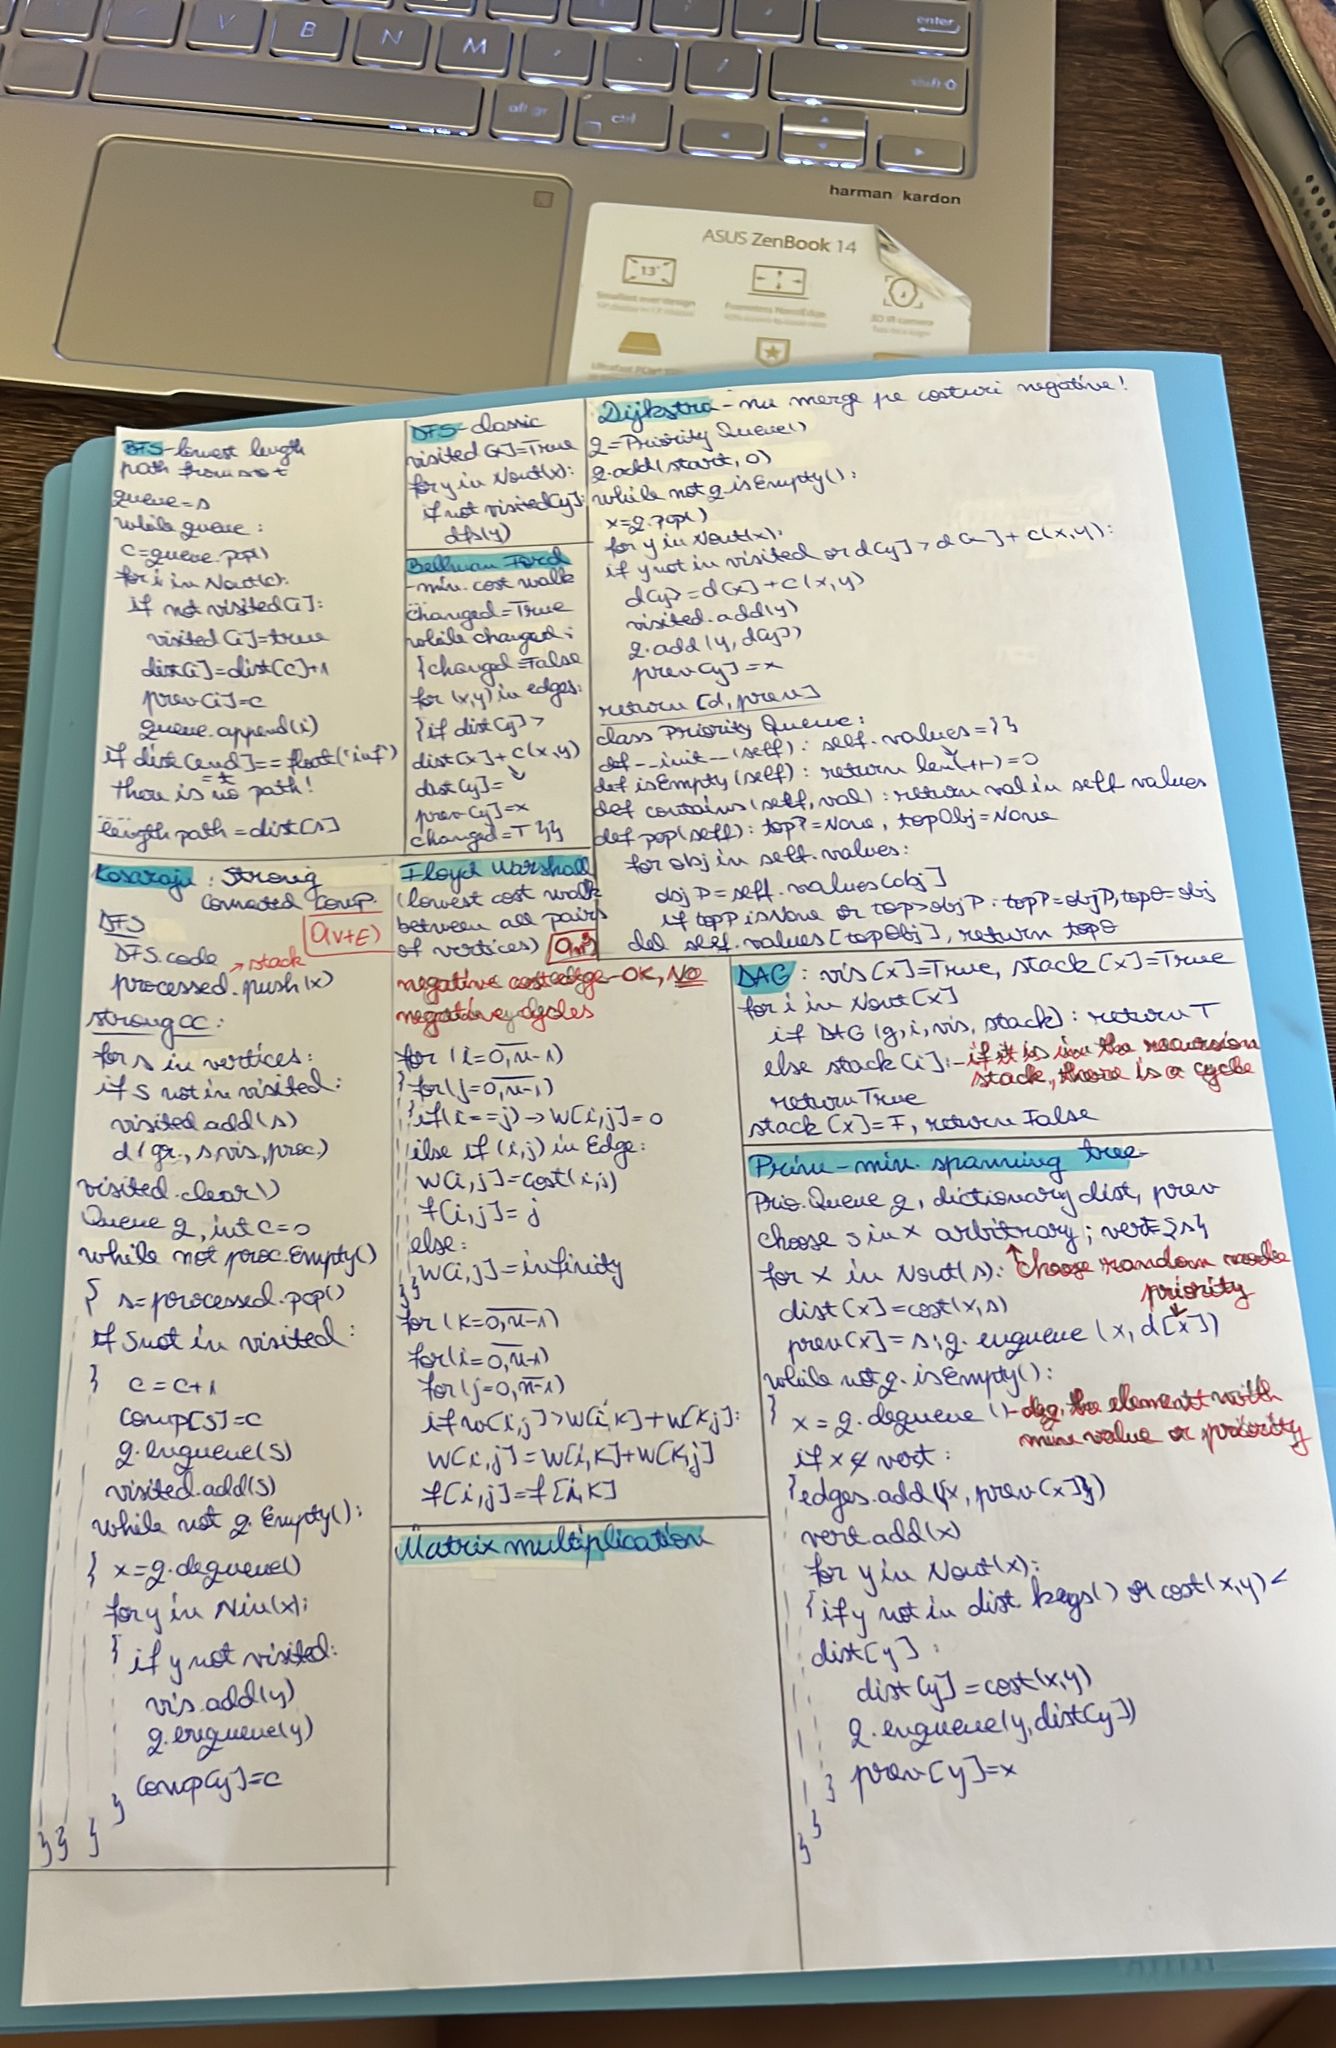 enter
shift
V
B
N
M
alt gr
ctrl
harman/kardon
ASUS ZenBook 14
13"
BFS-lowest length
path from s→t
queue=s
while queue:
c=queue.pop()
for i in Nout(c):
if not visited[i]:
visited[i]=true
dist[i]=dist[c]+1
prev[i]=c
queue.append(i)
if dist[end]==float('inf')
=t
there is no path!
length path=dist[s]
DFS-classic
visited[x]=True
for y in Nout(x):
if not visited[y]:
dfs(y)
Bellman Ford
-min. cost walk
changed=True
while changed:
{changed=False
for (x,y) in edges:
{if dist[y]>
dist[x]+c(x,y)
dist[y]=
prev[y]=x
changed=T}}
Dijkstra-nu merge pe costuri negative!
q=Priority Queue()
q.add(start, 0)
while not q.isEmpty():
x=q.pop()
for y in Nout(x):
if y not in visited or d[y]>d[x]+c(x,y):
d[y]=d[x]+c(x,y)
visited.add(y)
q.add(y,d[y])
prev[y]=x
return [d,prev]
class Priority Queue:
def __init__(self): self.values={}
def isEmpty(self): return len(-11-)=0
def contains(self,val): return val in self.values
def pop(self): topP=None, topObj=None
for obj in self.values:
objP=self.values[obj]
if topP is None or top>objP: topP=objP, topO=obj
del self.values[topObj], return topO
Kosaraju: Strong
Connected Comp.
O(V+E)
DFS
DFS.code
→stack
processed.push(x)
strongCC:
for s in vertices:
if s not in visited:
visited.add(s)
d(gr., s, vis, proc.)
visited.clear()
Queue q, int c=0
while not proc.Empty()
{ s=processed.pop()
if s not in visited:
} c=c+1
comp[s]=c
q.enqueue(s)
visited.add(s)
while not q.Empty():
{ x=q.dequeue()
for y in Nin(x):
{ if y not visited:
vis.add(y)
q.enqueue(y)
comp[y]=c
}
}} }
Floyd Warshall
(lowest cost walk
between all pairs
of vertices) O(n³)
negative cost edge-OK, No
negative cycles
for (i=0,n-1)
{ for(j=0,n-1)
{if(i==j)→w[i,j]=0
else if (i,j) in Edge:
w[i,j]=cost(i,j)
f[i,j]=j
else:
w[i,j]=infinity
}}
for(k=0,n-1)
for(i=0,n-1)
for(j=0,n-1)
if w[i,j]>w[i,k]+w[k,j]:
w[i,j]=w[i,k]+w[k,j]
f[i,j]=f[i,k]
Matrix multiplication
DAG: vis[x]=True, stack[x]=True
for i in Nout[x]
if DAG(g,i,vis,stack): return T
else stack[i]:-if it is in the recursion
stack, there is a cycle
return True
stack[x]=F, return False
Prim-min. spanning tree
Prio.Queue q, dictionary dist, prev
choose s in x arbitrary; vert={s}
for x in Nout(s): choose random node
dist[x]=cost(x,s) priority
prev[x]=s; q.enqueue(x,d[x])
while not q.isEmpty():
} x=q.dequeue()-deq. the element with
min value or priority
if x∉vert:
{edges.add({x,prev[x]})
vert.add(x)
for y in Nout(x):
{if y not in dist.keys() or cost(x,y)<
dist[y]:
dist[y]=cost(x,y)
q.enqueue(y,dist[y])
} prev[y]=x
}
}